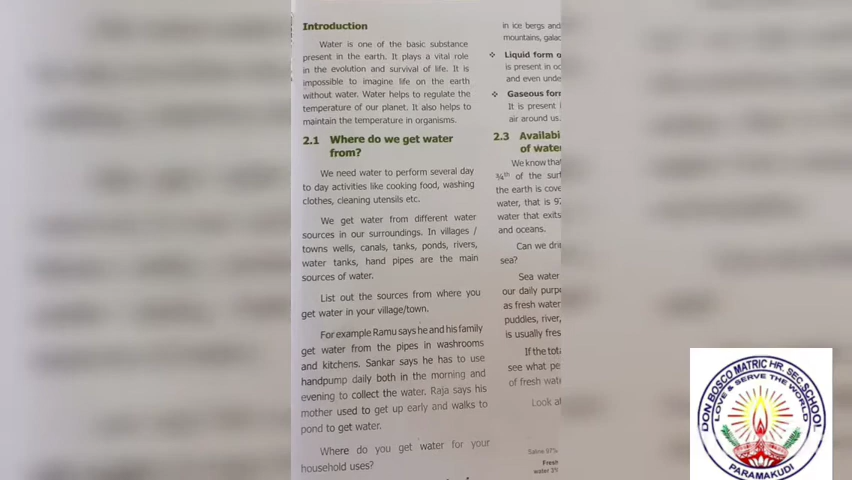 Introduction
Water is one of the basic substance
present in the earth. It plays a vital role
in the evolution and survival of life. It is
impossible to imagine life on the earth
without water. Water helps to regulate the
temperature of our planet. It also helps to
maintain the temperature in organisms.
2.1 Where do we get water
from?
We need water to perform several day
to day activities like cooking food, washing
clothes, cleaning utensils etc.
We get water from different water
sources in our surroundings. In villages /
towns wells, canals, tanks, ponds, rivers,
water tanks, hand pipes are the main
sources of water.
List out the sources from where you
get water in your village/town.
For example Ramu says he and his family
get water from the pipes in washrooms
and kitchens. Sankar says he has to use
handpump daily both in the morning and
evening to collect the water. Raja says his
mother used to get up early and walks to
pond to get water.
Where do you get water for your
household uses?
in ice bergs and
mountains, galac
❖ Liquid form o
is present in oc
and even unde
❖ Gaseous for
It is present i
air around us.
2.3 Availabi
of water
We know that
¾th of the surf
the earth is cove
water, that is 97
water that exits
and oceans.
Can we dri
sea?
Sea water
our daily purp
as fresh water
puddies, river,
is usually fres
If the tota
see what pe
of fresh wate
Look a
Saline 97%
Fresh
water 3%
DON BOSCO MATRIC HR. SEC. SCHOOL
LOVE & SERVE THE WORLD
PARAMAKUDI